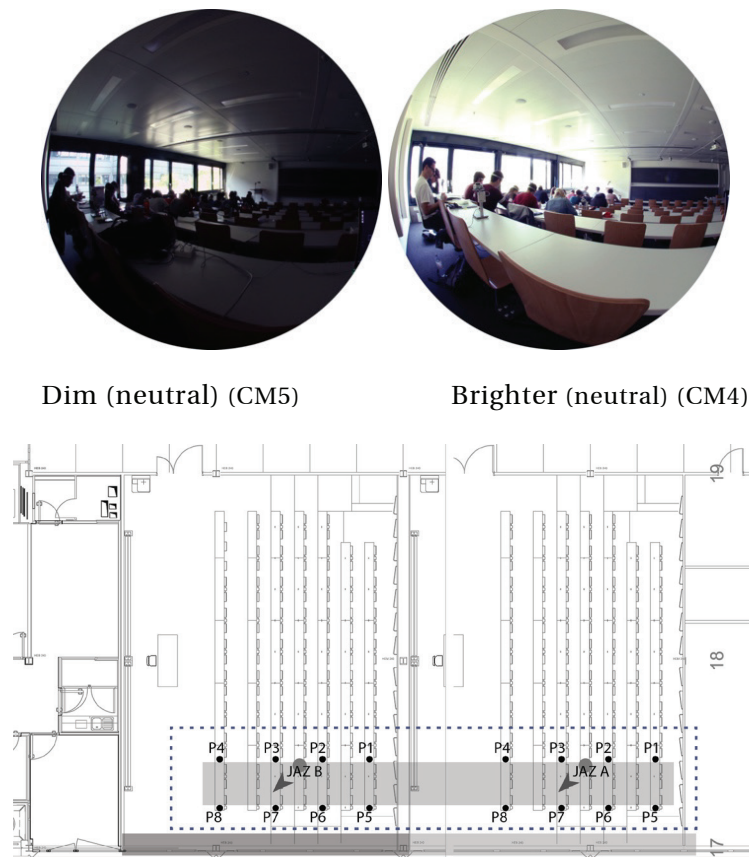 Dim (neutral) (CM5)
Brighter (neutral) (CM4)
19
18
P4 P3 P2 P1 P4 P3 P2 P1
JAZ B JAZ A
P8 P7 P6 P5 P8 P7 P6 P5
17